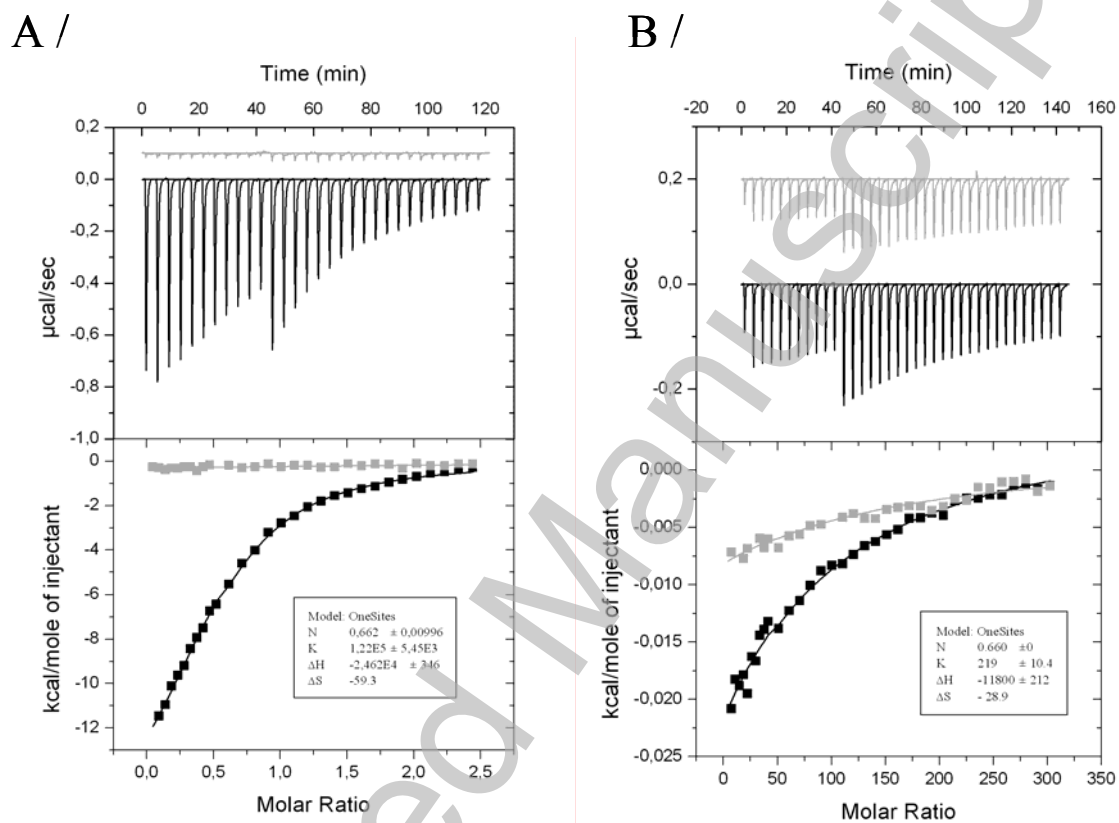 A /
Time (min)
0 20 40 60 80 100 120
0,2
0,0
-0,2
-0,4
-0,6
-0,8
-1,0
µcal/sec
0
-2
-4
-6
-8
-10
-12
kcal/mole of injectant
Model: OneSites
N 0,662 ± 0,00996
K 1,22E5 ± 5,45E3
ΔH -2,462E4 ± 346
ΔS -59.3
0,0 0,5 1,0 1,5 2,0 2,5
Molar Ratio
B /
Time (min)
-20 0 20 40 60 80 100 120 140 160
0,2
0,0
-0,2
µcal/sec
0,000
-0,005
-0,010
-0,015
-0,020
-0,025
kcal/mole of injectant
Model: OneSites
N 0.660 ±0
K 219 ± 10.4
ΔH -11800 ± 212
ΔS - 28.9
0 50 100 150 200 250 300 350
Molar Ratio
ed Manuscrip